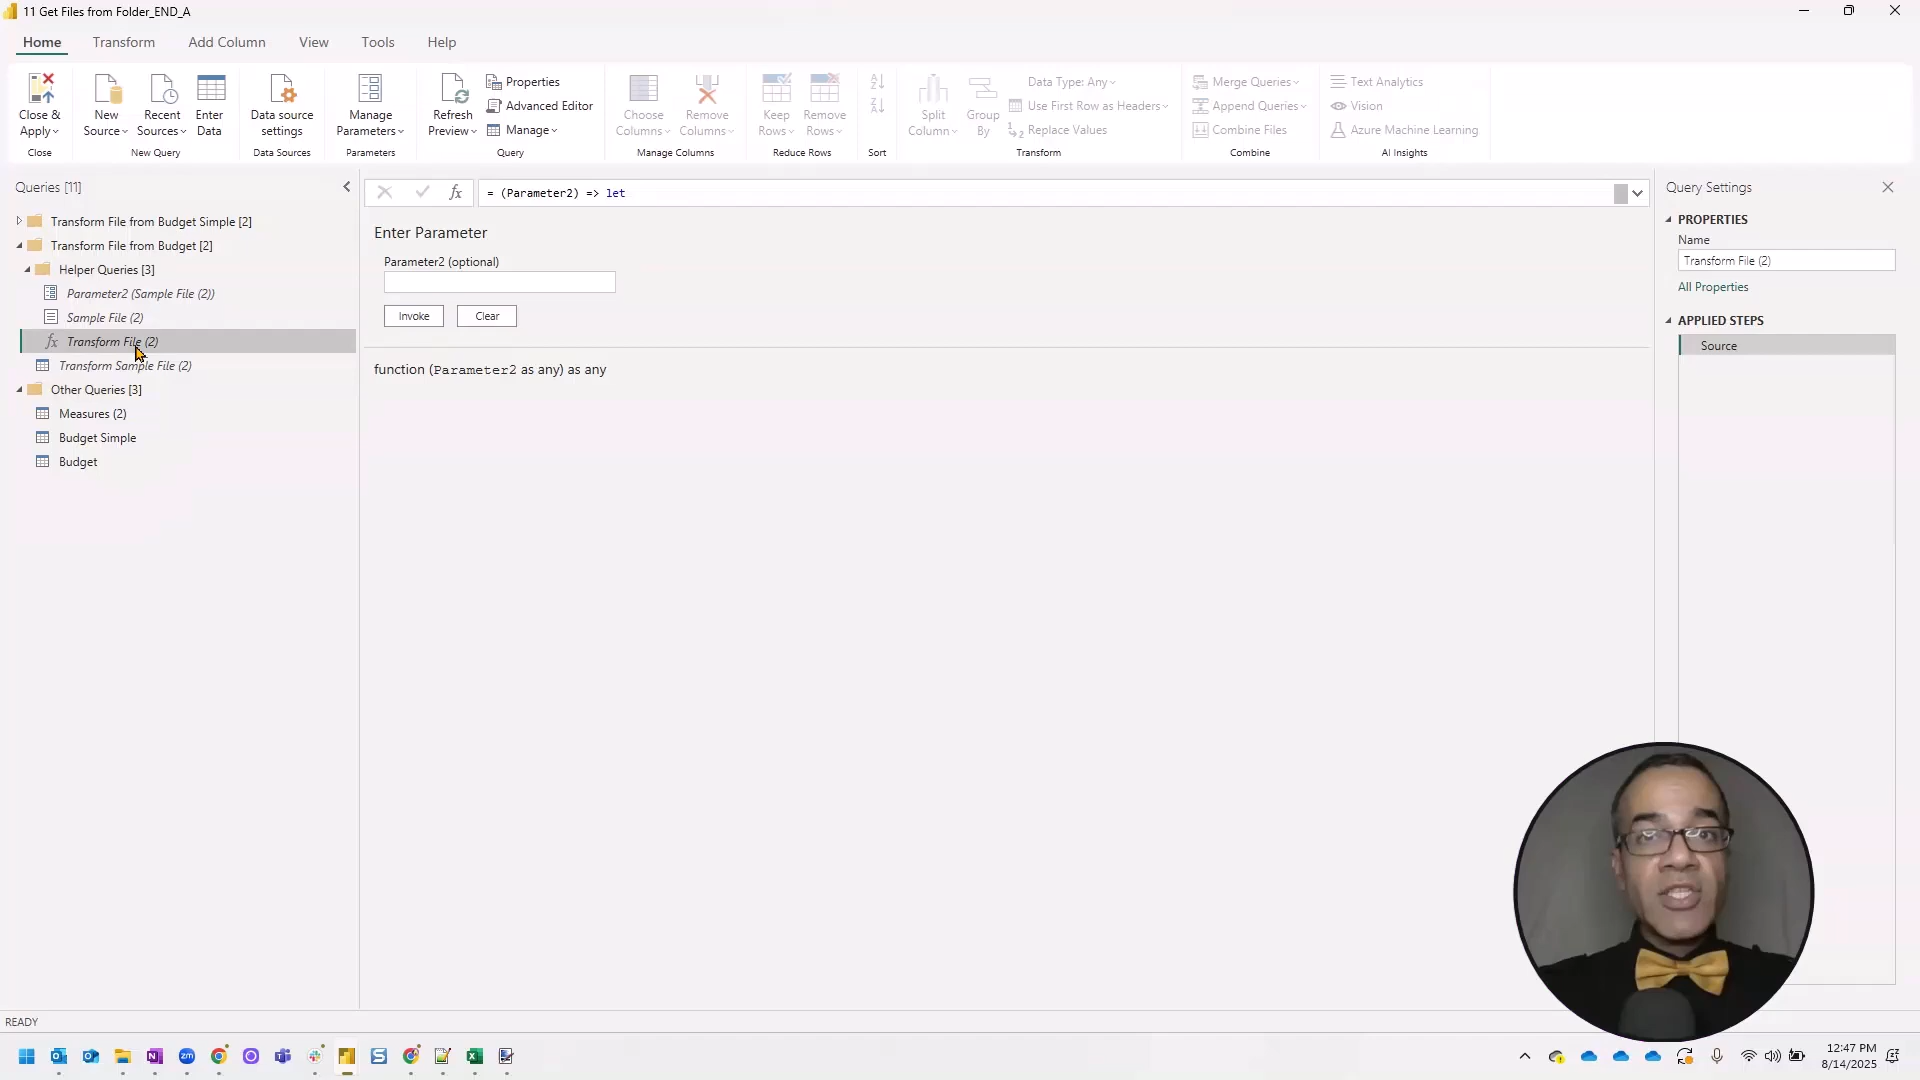 11 Get Files from Folder_END_A
Home Transform Add Column View Tools Help
Close & Apply
Close
New Source
Recent Sources
Enter Data
New Query
Data source settings
Data Sources
Manage Parameters
Parameters
Refresh Preview
Properties
Advanced Editor
Manage
Query
Choose Columns
Remove Columns
Manage Columns
Keep Rows
Remove Rows
Reduce Rows
Sort
Split Column
Group By
Data Type: Any
Use First Row as Headers
Replace Values
Transform
Merge Queries
Append Queries
Combine Files
Combine
Text Analytics
Vision
Azure Machine Learning
AI Insights
Queries [11]
Transform File from Budget Simple [2]
Transform File from Budget [2]
Helper Queries [3]
Parameter2 (Sample File (2))
Sample File (2)
fx Transform File (2)
Transform Sample File (2)
Other Queries [3]
Measures (2)
Budget Simple
Budget
fx = (Parameter2) => let
Enter Parameter
Parameter2 (optional)
Invoke Clear
function (Parameter2 as any) as any
Query Settings
PROPERTIES
Name
Transform File (2)
All Properties
APPLIED STEPS
Source
READY
12:47 PM
8/14/2025